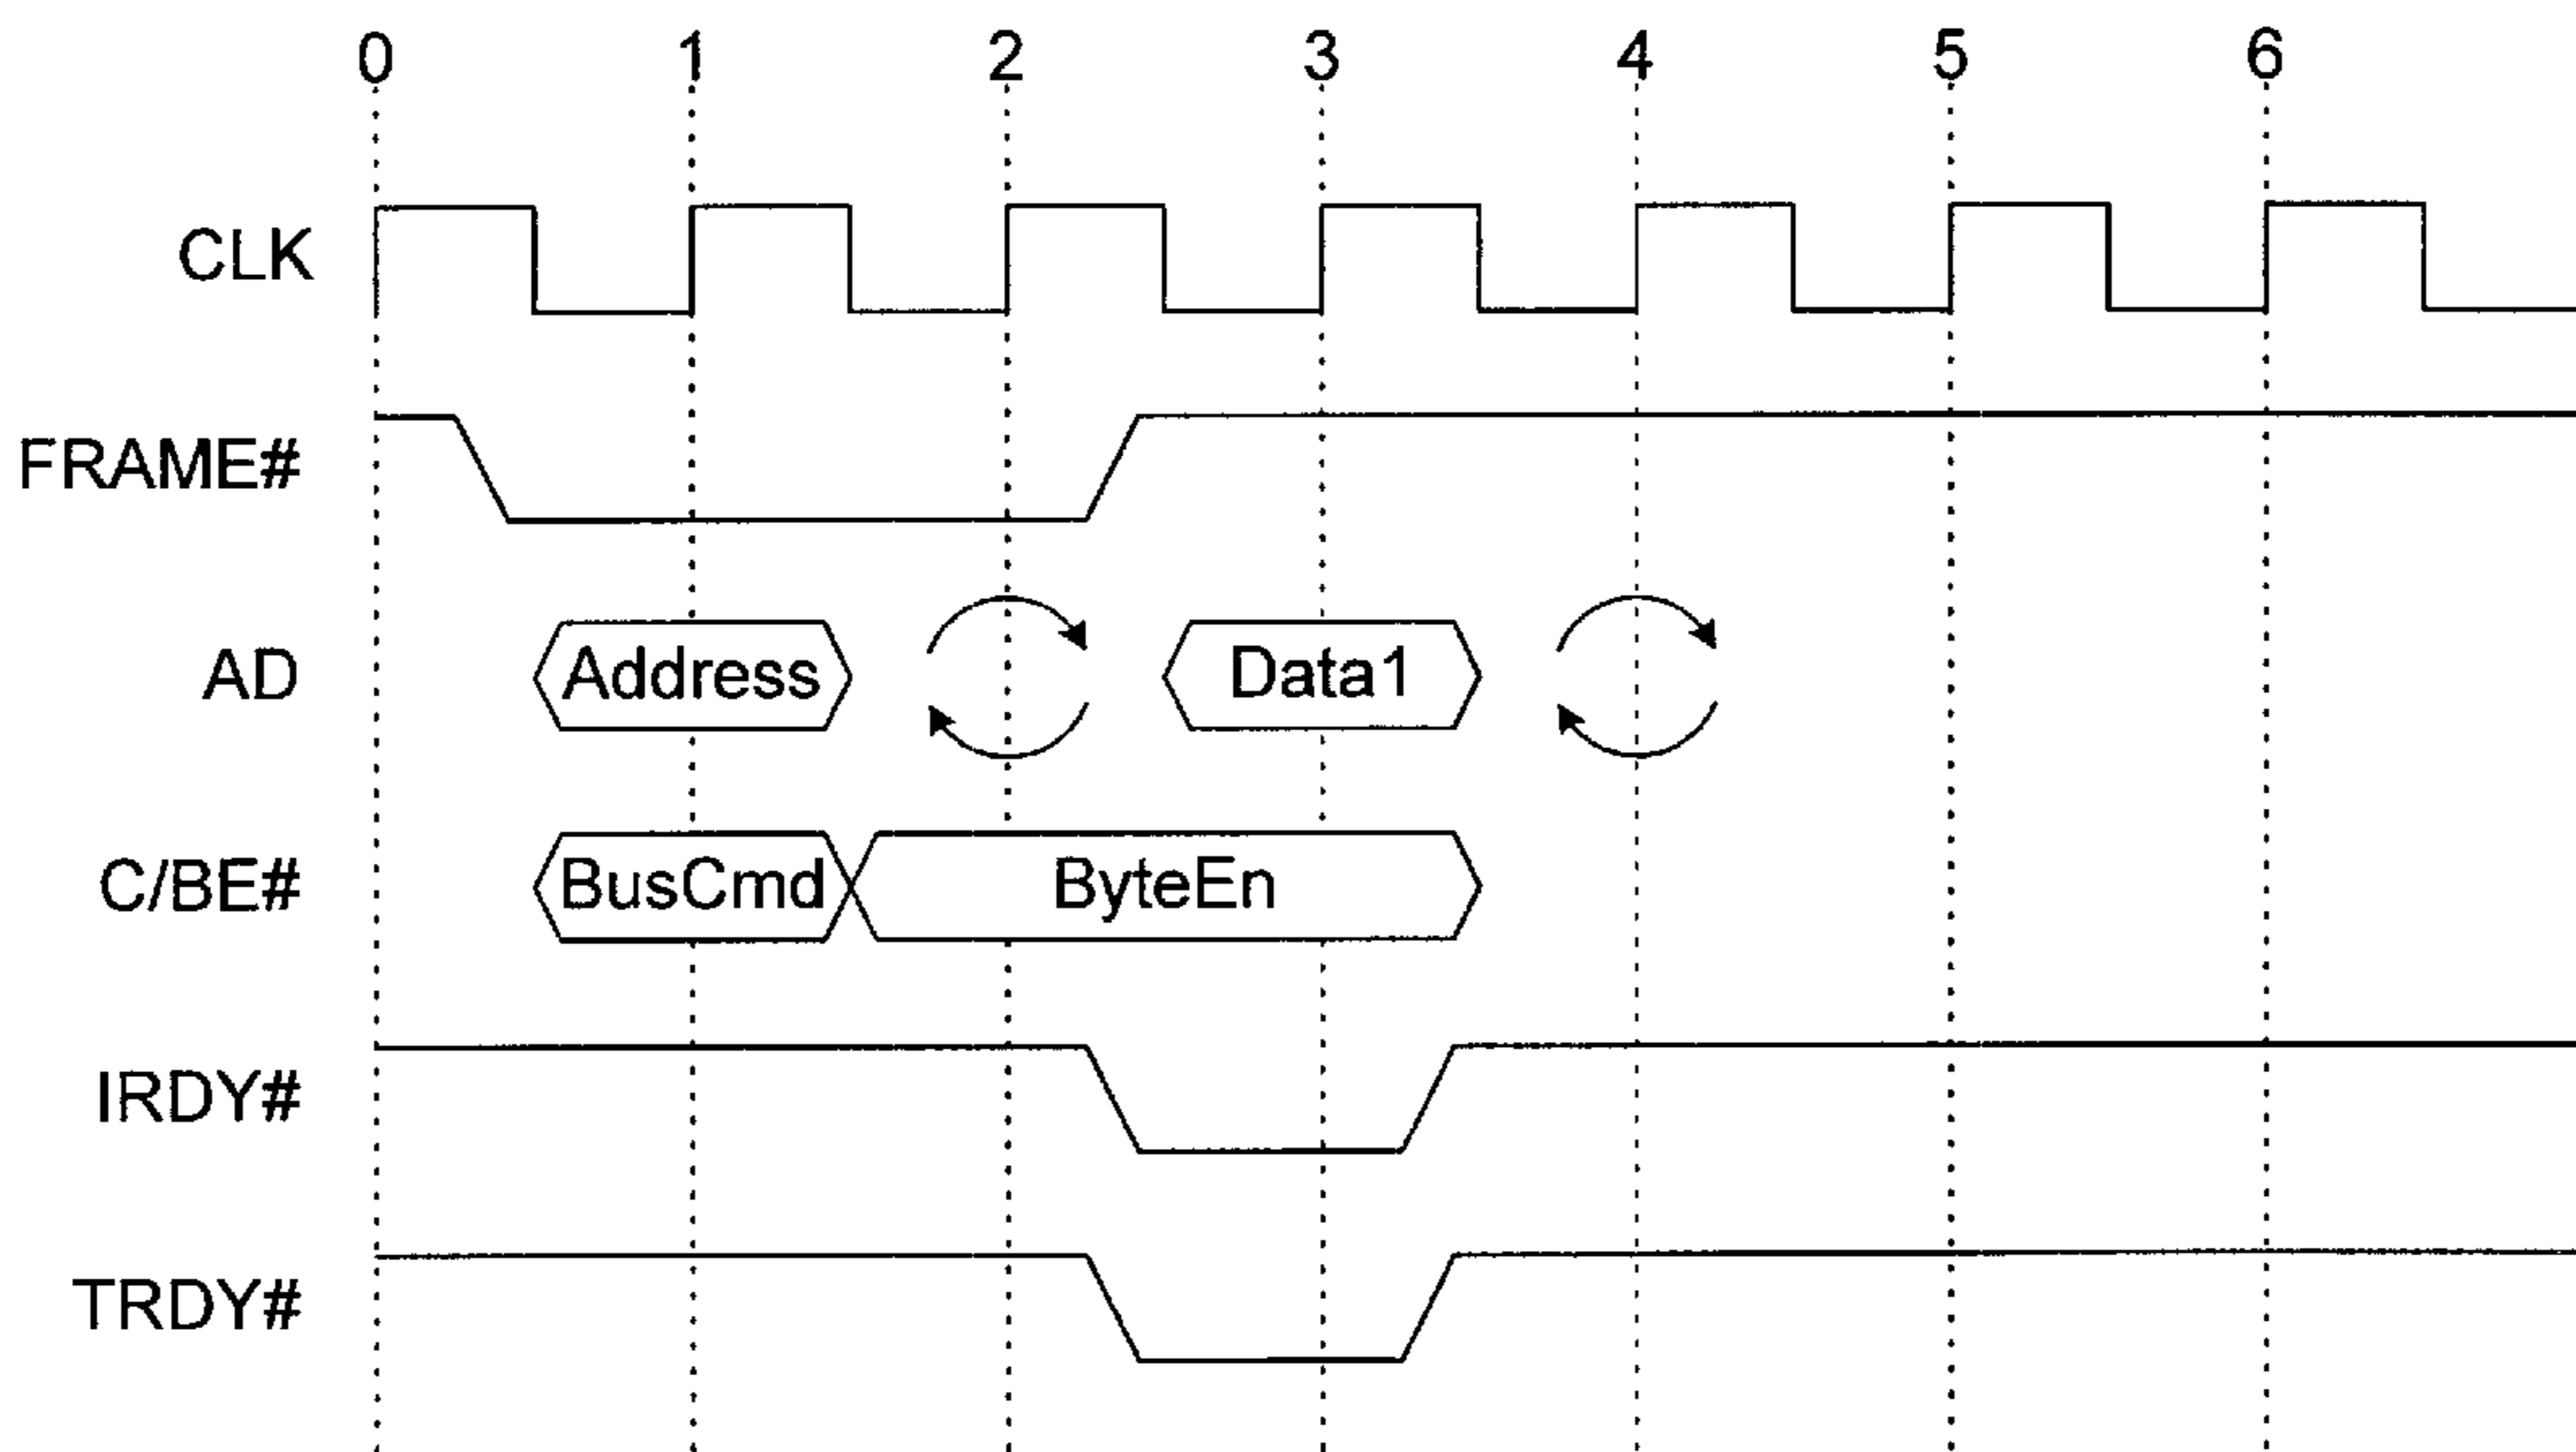 0 1 2 3 4 5 6
CLK
FRAME#
AD Address Data1
C/BE# BusCmd ByteEn
IRDY#
TRDY#